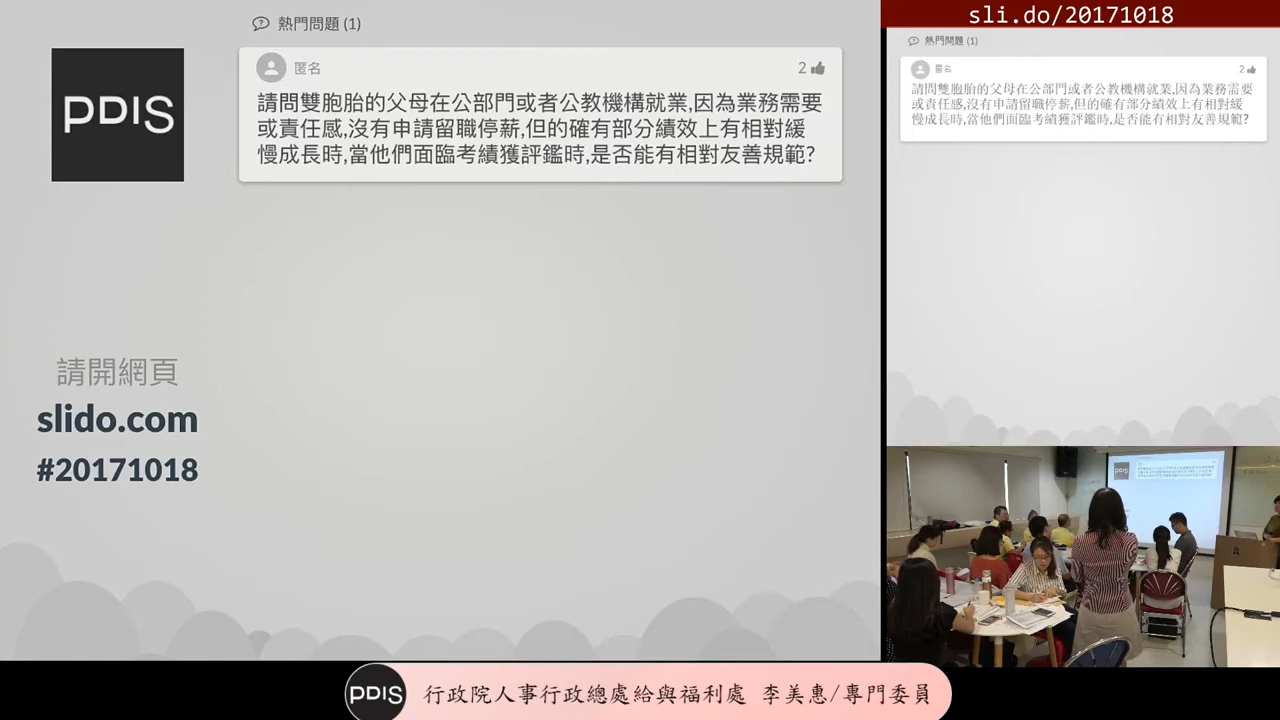 熱門問題 (1)
PDIS
匿名
2
請問雙胞胎的父母在公部門或者公教機構就業,因為業務需要
或責任感,沒有申請留職停薪,但的確有部分績效上有相對緩
慢成長時,當他們面臨考績獲評鑑時,是否能有相對友善規範?
請開網頁
slido.com
#20171018
sli.do/20171018
熱門問題 (1)
匿名
2
請問雙胞胎的父母在公部門或者公教機構就業,因為業務需要
或責任感,沒有申請留職停薪,但的確有部分績效上有相對緩
慢成長時,當他們面臨考績獲評鑑時,是否能有相對友善規範?
PDIS 行政院人事行政總處給與福利處 李美惠/專門委員